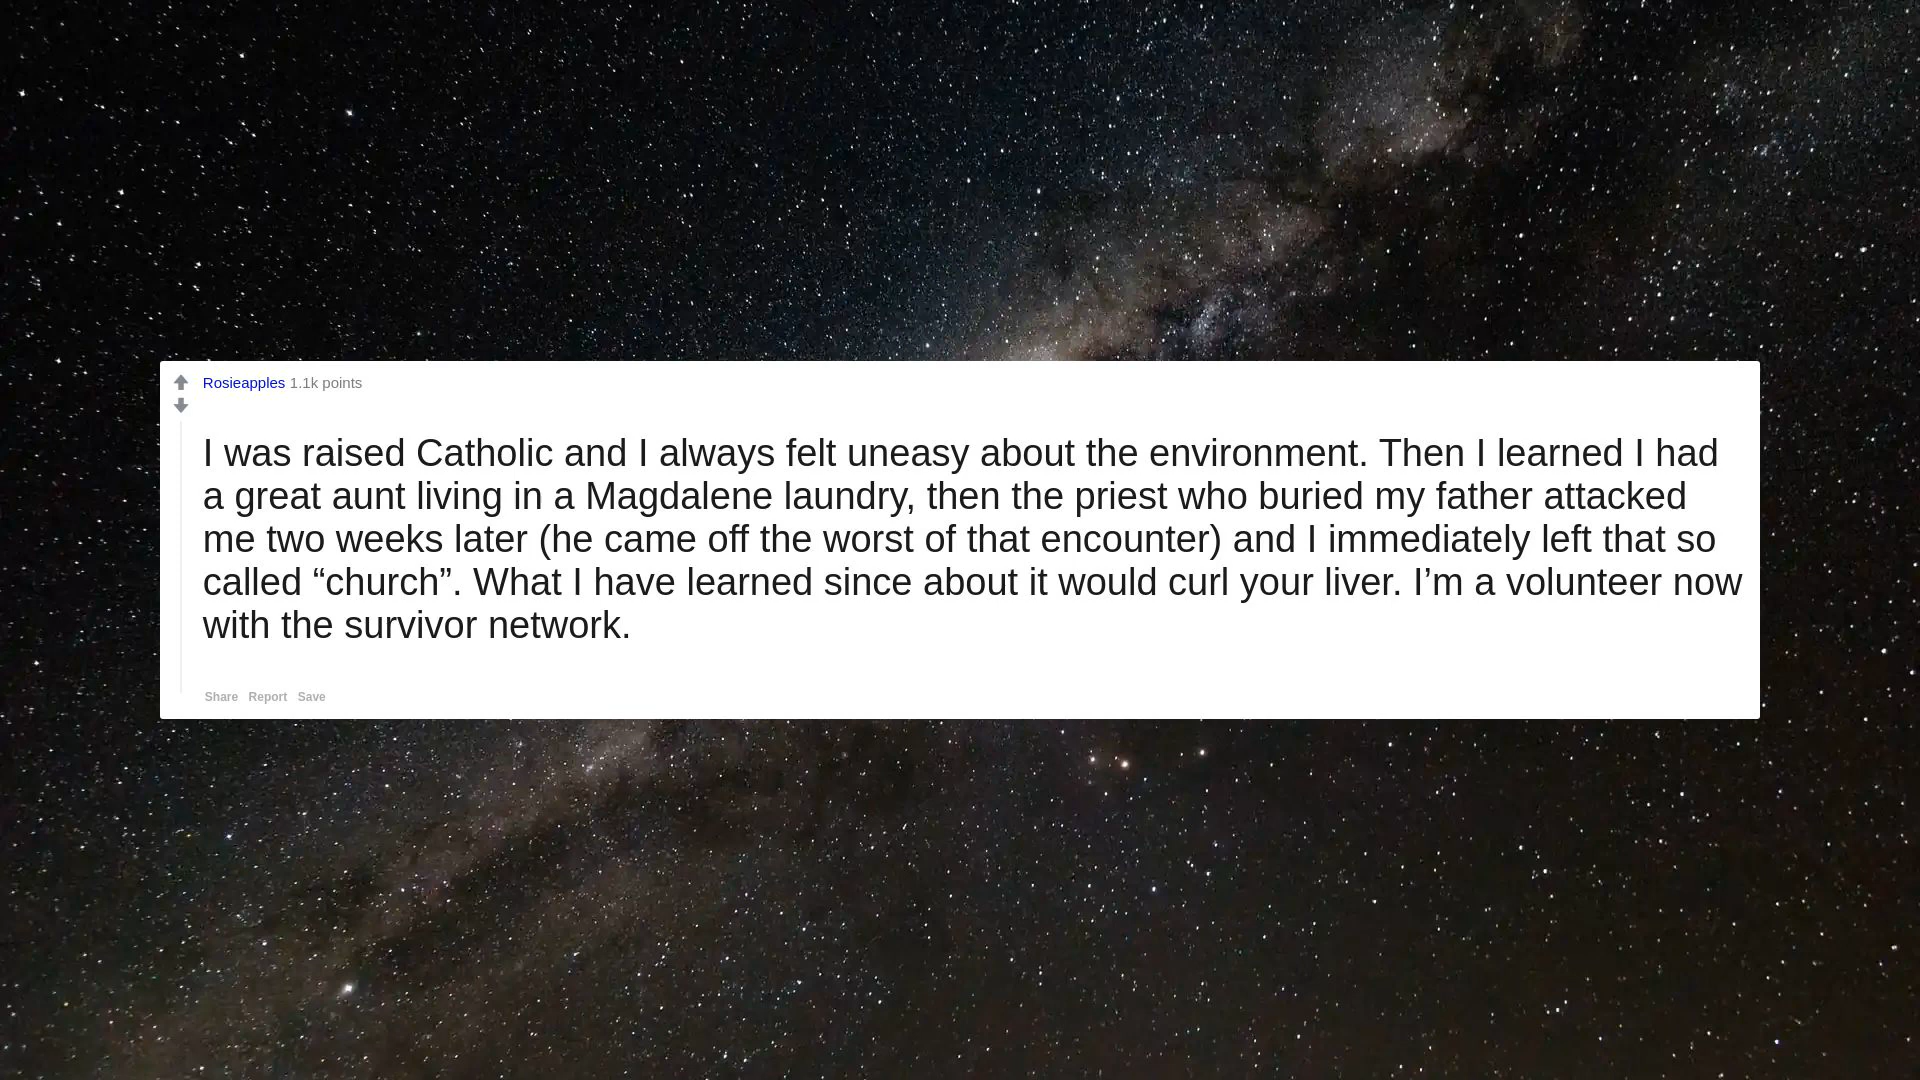 Rosieapples 1.1k points
I was raised Catholic and I always felt uneasy about the environment. Then I learned I had
a great aunt living in a Magdalene laundry, then the priest who buried my father attacked
me two weeks later (he came off the worst of that encounter) and I immediately left that so
called “church”. What I have learned since about it would curl your liver. I’m a volunteer now
with the survivor network.
Share Report Save